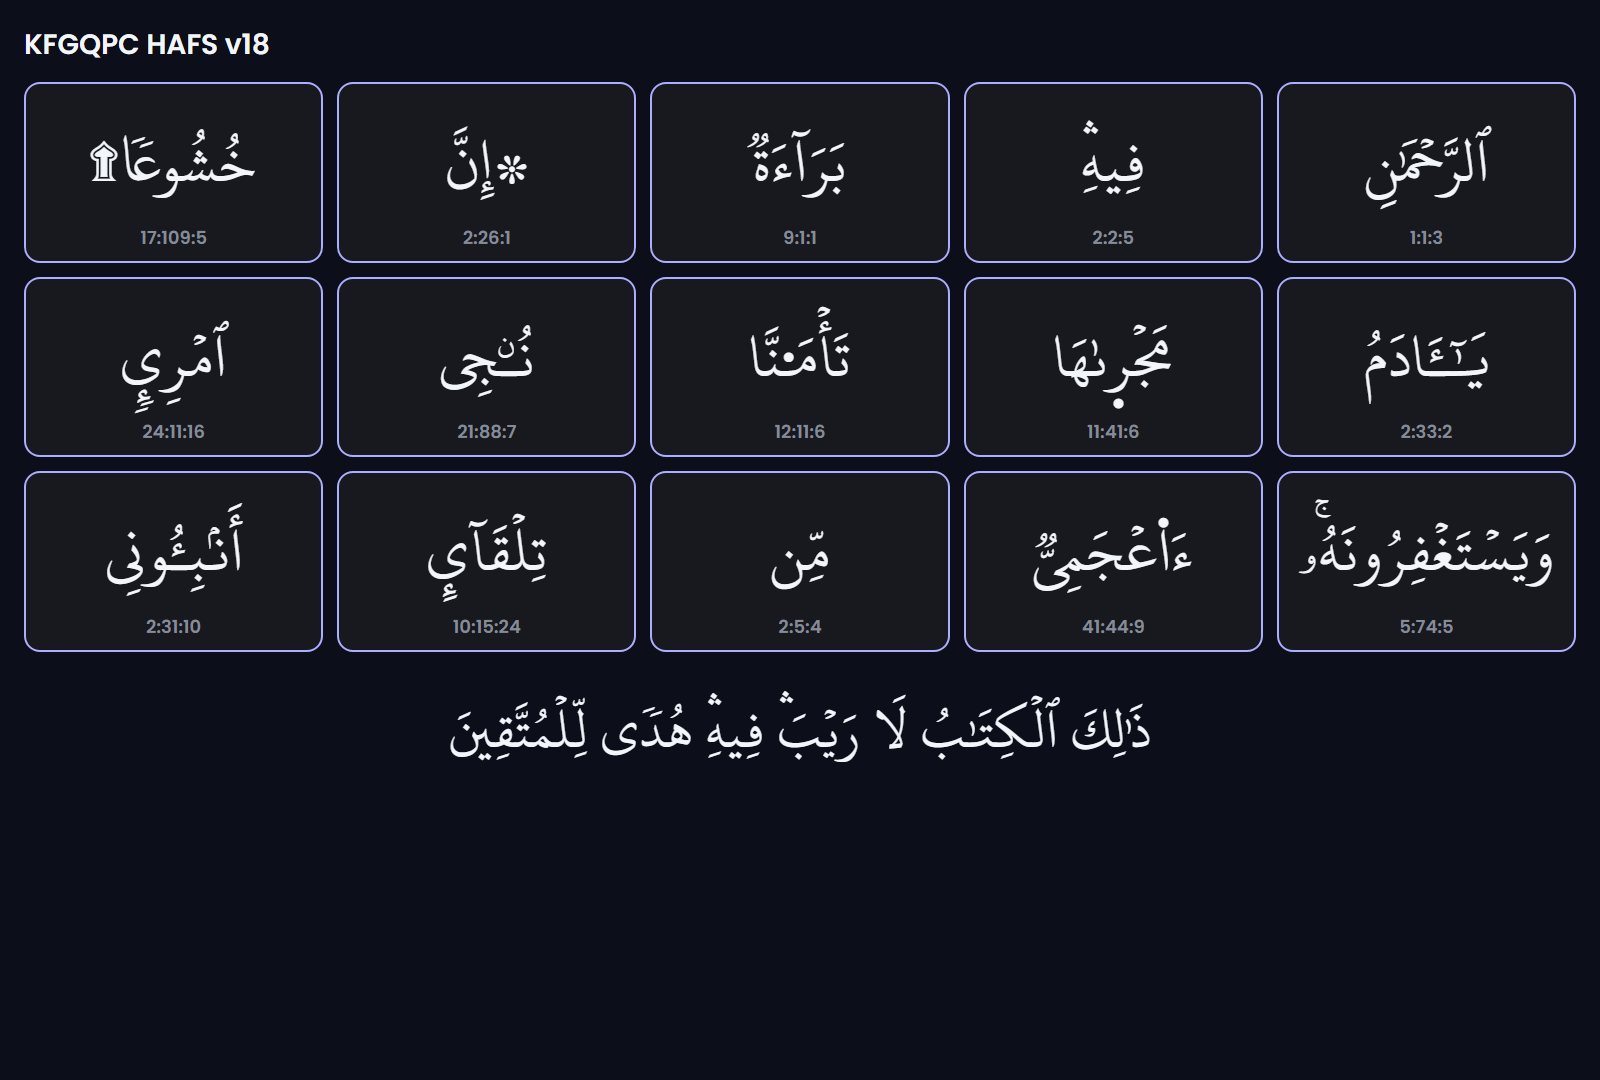 KFGQPC HAFS v18
ٱلرَّحۡمَٰنِ
فِيهِۛ
بَرَآءَةٞ
۞إِنَّ
خُشُوعٗا۩
1:1:3
2:2:5
9:1:1
2:26:1
17:109:5
يَـٰٓـَٔادَمُ
مَجۡرٜىٰهَا
تَأۡمَ۬نَّا
نُـۨجِي
ٱمۡرِيٕٖ
2:33:2
11:41:6
12:11:6
21:88:7
24:11:16
وَيَسۡتَغۡفِرُونَهُۥۚ
ءَا۬عۡجَمِيّٞ
مِّن
تِلۡقَآيِٕ
أَنۢبِـُٔونِي
5:74:5
41:44:9
2:5:4
10:15:24
2:31:10
ذَٰلِكَ ٱلۡكِتَٰبُ لَا رَيۡبَۛ فِيهِۛ هُدٗى لِّلۡمُتَّقِينَ